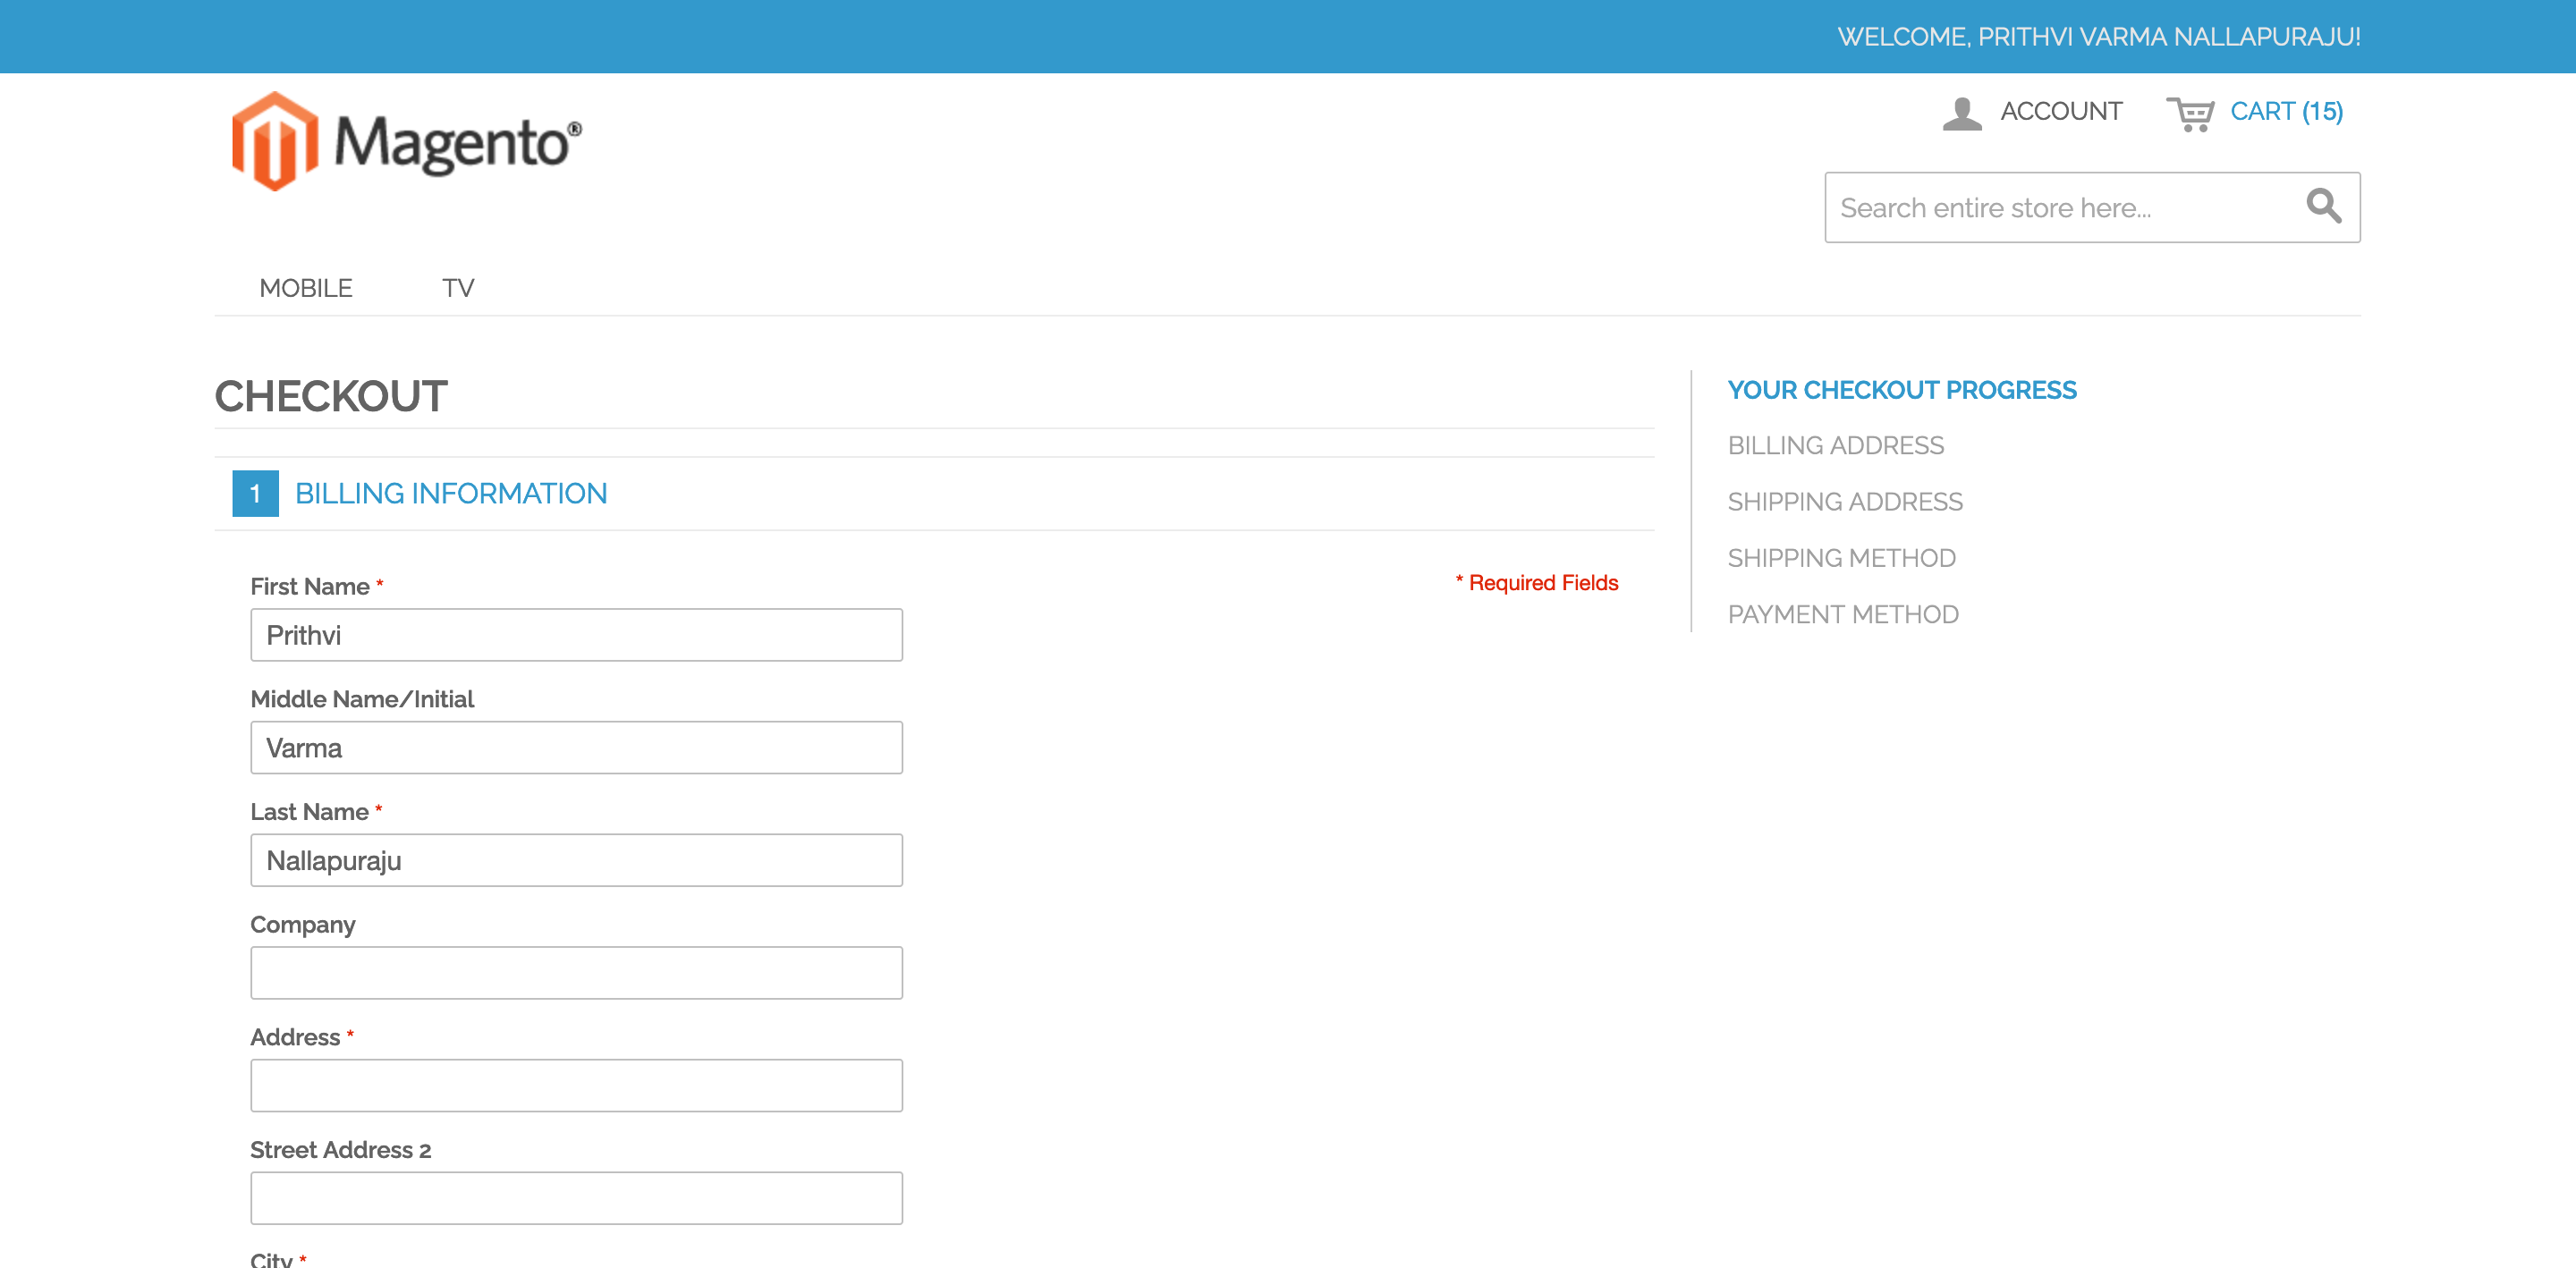 WELCOME, PRITHVI VARMA NALLAPURAJU!
Magento®
ACCOUNT
CART (15)
Search entire store here...
MOBILE TV
CHECKOUT
1 BILLING INFORMATION
* Required Fields
First Name *
Prithvi
Middle Name/Initial
Varma
Last Name *
Nallapuraju
Company
Address *
Street Address 2
City *
YOUR CHECKOUT PROGRESS
BILLING ADDRESS
SHIPPING ADDRESS
SHIPPING METHOD
PAYMENT METHOD